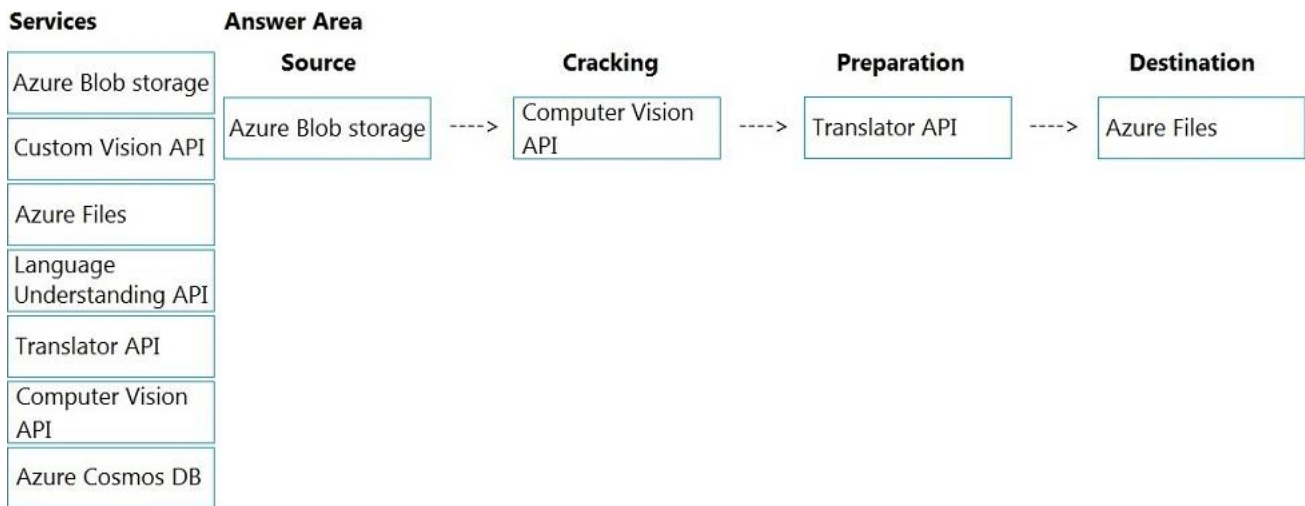 Services
Answer Area
Source
Cracking
Preparation
Destination
Azure Blob storage
Custom Vision API
Azure Files
Language
Understanding API
Translator API
Computer Vision
API
Azure Cosmos DB
Azure Blob storage
---->
Computer Vision
API
---->
Translator API
---->
Azure Files